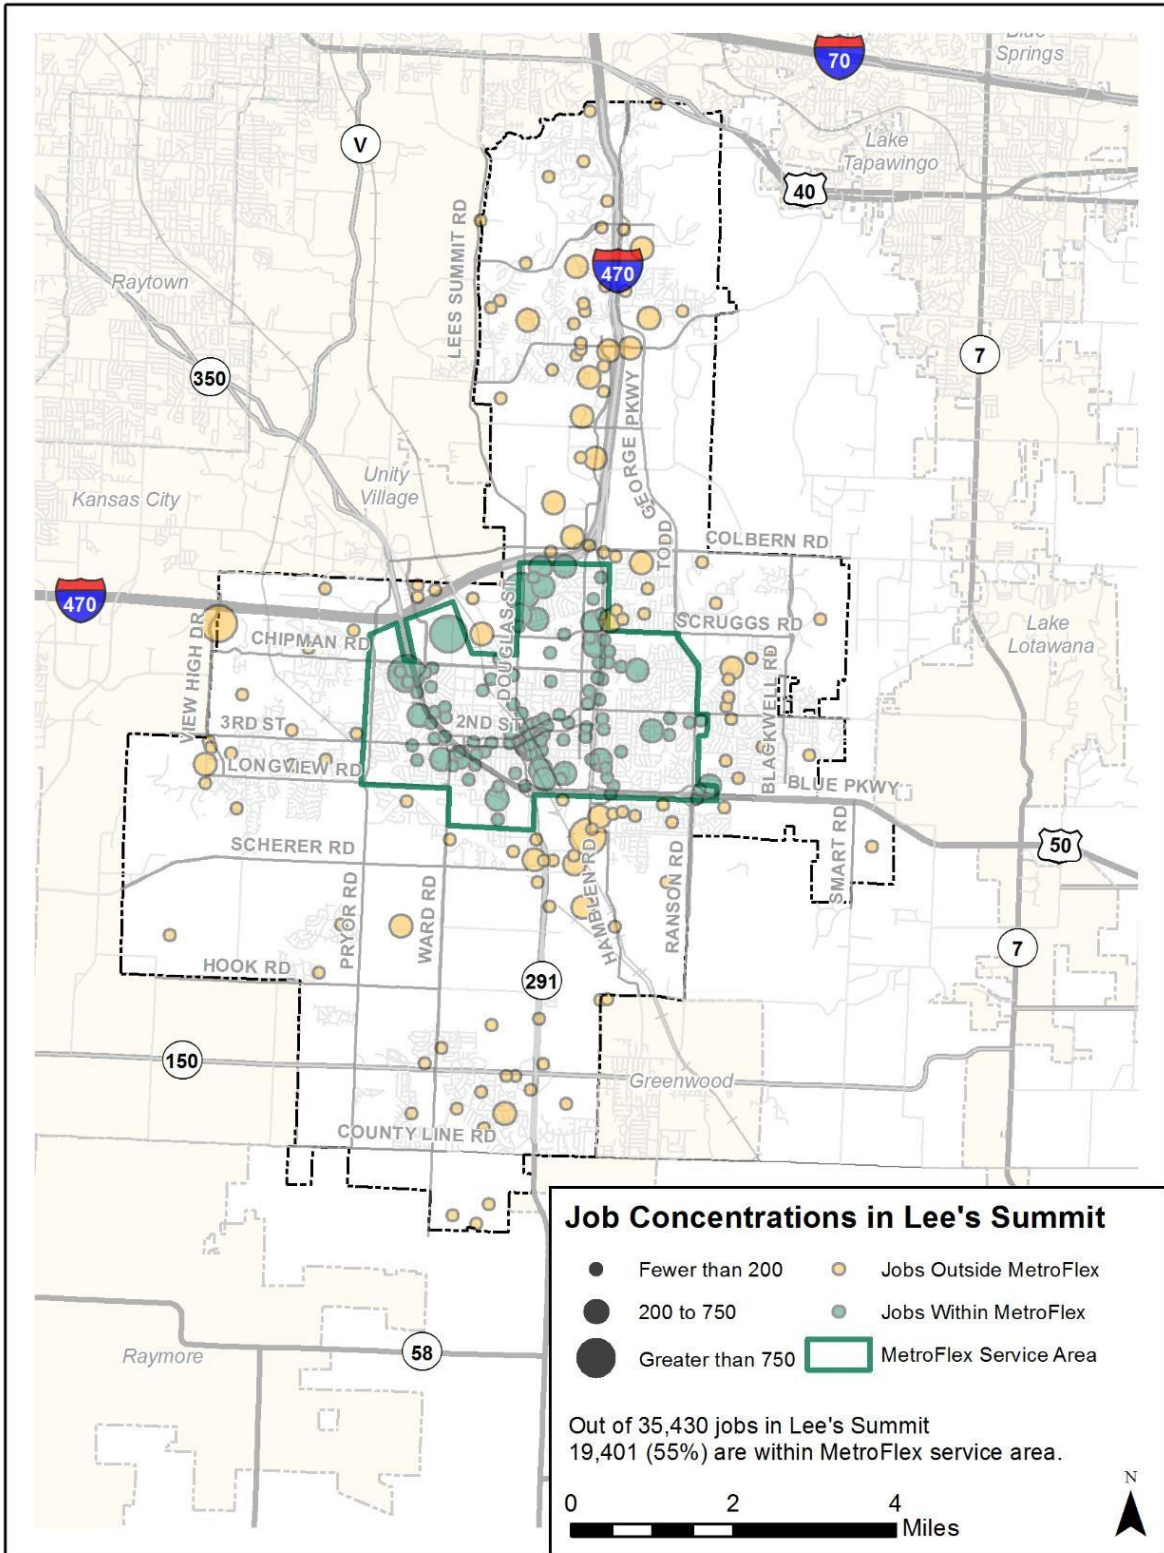 Blue
Springs
70
Lake
Tapawingo
V
40
LEES SUMMIT RD
Raytown
470
7
350
GEORGE PKWY
Unity
Village
Kansas City
TODD
COLBERN RD
470
DOUGLAS ST
SCRUGGS RD
Lake
Lotawana
CHIPMAN RD
VIEW HIGH DR
BLACKWELL RD
3RD ST
2ND ST
LONGVIEW RD
BLUE PKWY
SCHERER RD
SMART RD
50
PRYOR RD
WARD RD
HAMBLEN RD
RANSON RD
7
HOOK RD
291
150
Greenwood
COUNTY LINE RD
Raymore
58
Job Concentrations in Lee's Summit
Fewer than 200
Jobs Outside MetroFlex
200 to 750
Jobs Within MetroFlex
Greater than 750
MetroFlex Service Area
Out of 35,430 jobs in Lee's Summit
19,401 (55%) are within MetroFlex service area.
N
0 2 4
Miles